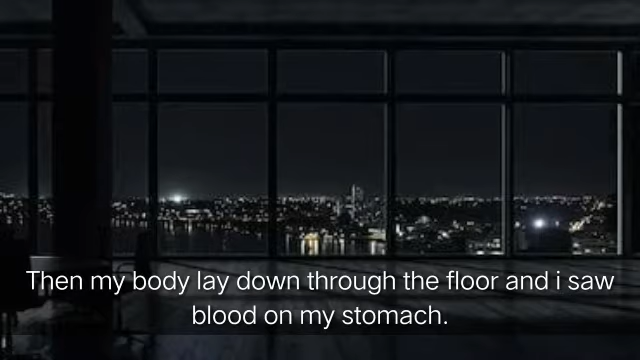 Then my body lay down through the floor and i saw
blood on my stomach.